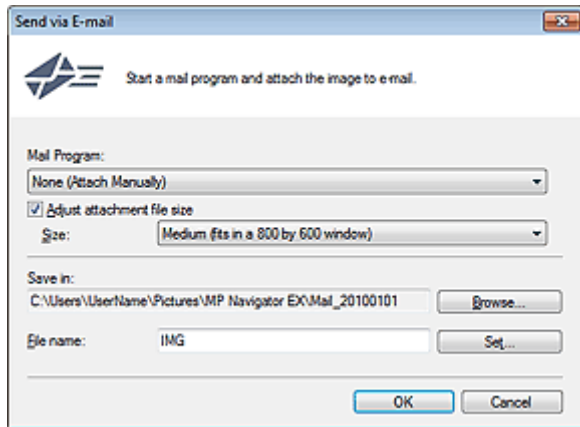 Send via E-mail
Start a mail program and attach the image to e-mail.
Mail Program:
None (Attach Manually)
Adjust attachment file size
Size: Medium (fits in a 800 by 600 window)
Save in:
C:\Users\UserName\Pictures\MP Navigator EX\Mail_20100101 Browse...
File name: IMG Set...
OK Cancel